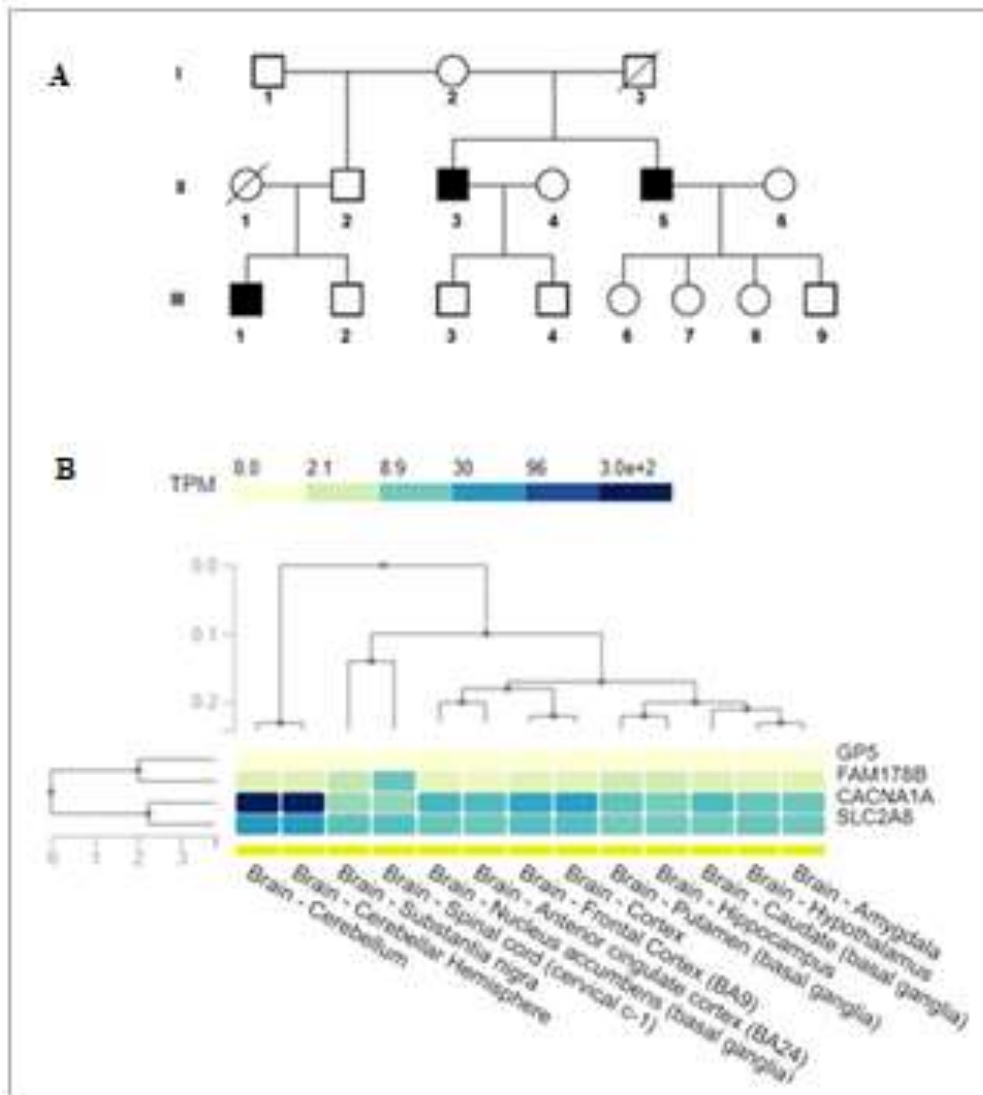 A
I
1 2 3
II
1 2 3 4 5 6
III
1 2 3 4 6 7 8 9
B
TPM
0.0 2.1 8.9 30 96 3.0e+2
0.0
0.1
0.2
GP5
FAM178B
CACNA1A
SLC2A8
0 1 2 3
Brain - Cerebellum
Brain - Cerebellar Hemisphere
Brain - Substantia nigra
Brain - Spinal cord (cervical c-1)
Brain - Nucleus accumbens (basal ganglia)
Brain - Anterior cingulate cortex (BA24)
Brain - Frontal Cortex (BA9)
Brain - Cortex
Brain - Putamen (basal ganglia)
Brain - Hippocampus
Brain - Caudate (basal ganglia)
Brain - Hypothalamus
Brain - Amygdala